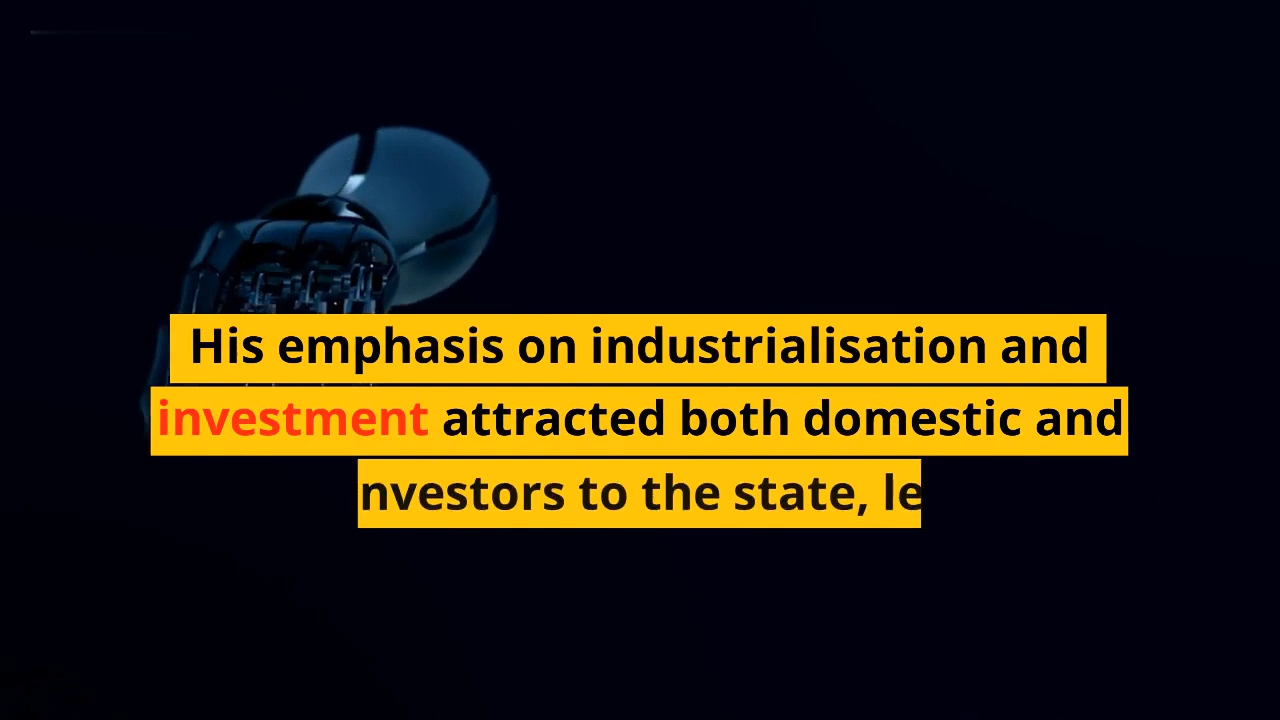 His emphasis on industrialisation and
investment attracted both domestic and
nvestors to the state, le